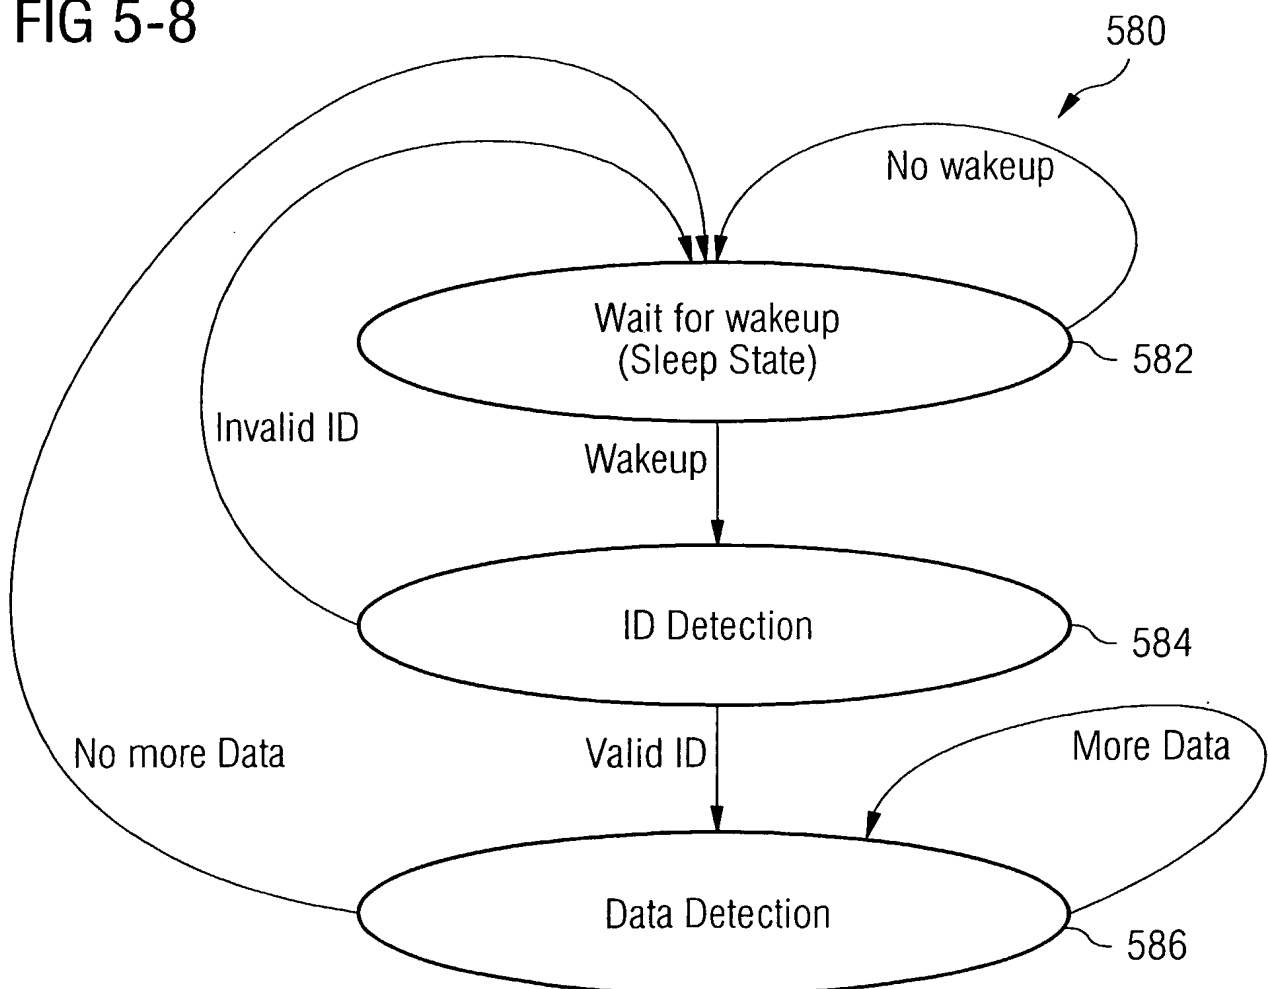 FIG 5-8
580
No wakeup
Wait for wakeup
(Sleep State)
582
Invalid ID
Wakeup
ID Detection
584
No more Data
Valid ID
More Data
Data Detection
586